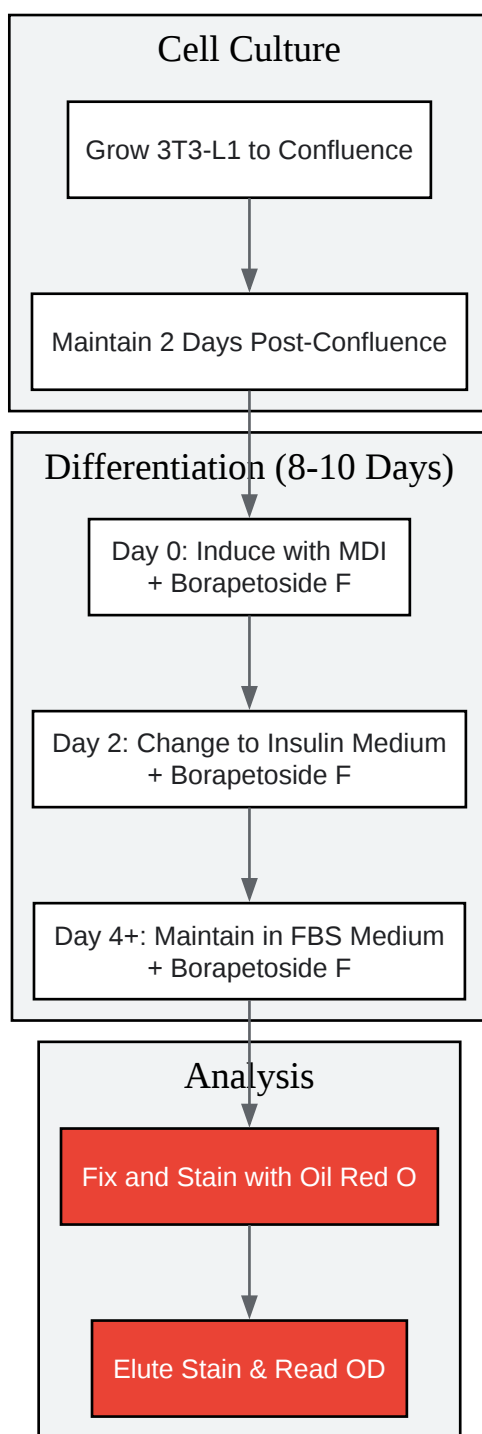 Cell Culture
Grow 3T3-L1 to Confluence
Maintain 2 Days Post-Confluence
Differentiation (8-10 Days)
Day 0: Induce with MDI
+ Borapetoside F
Day 2: Change to Insulin Medium
+ Borapetoside F
Day 4+: Maintain in FBS Medium
+ Borapetoside F
Analysis
Fix and Stain with Oil Red O
Elute Stain & Read OD